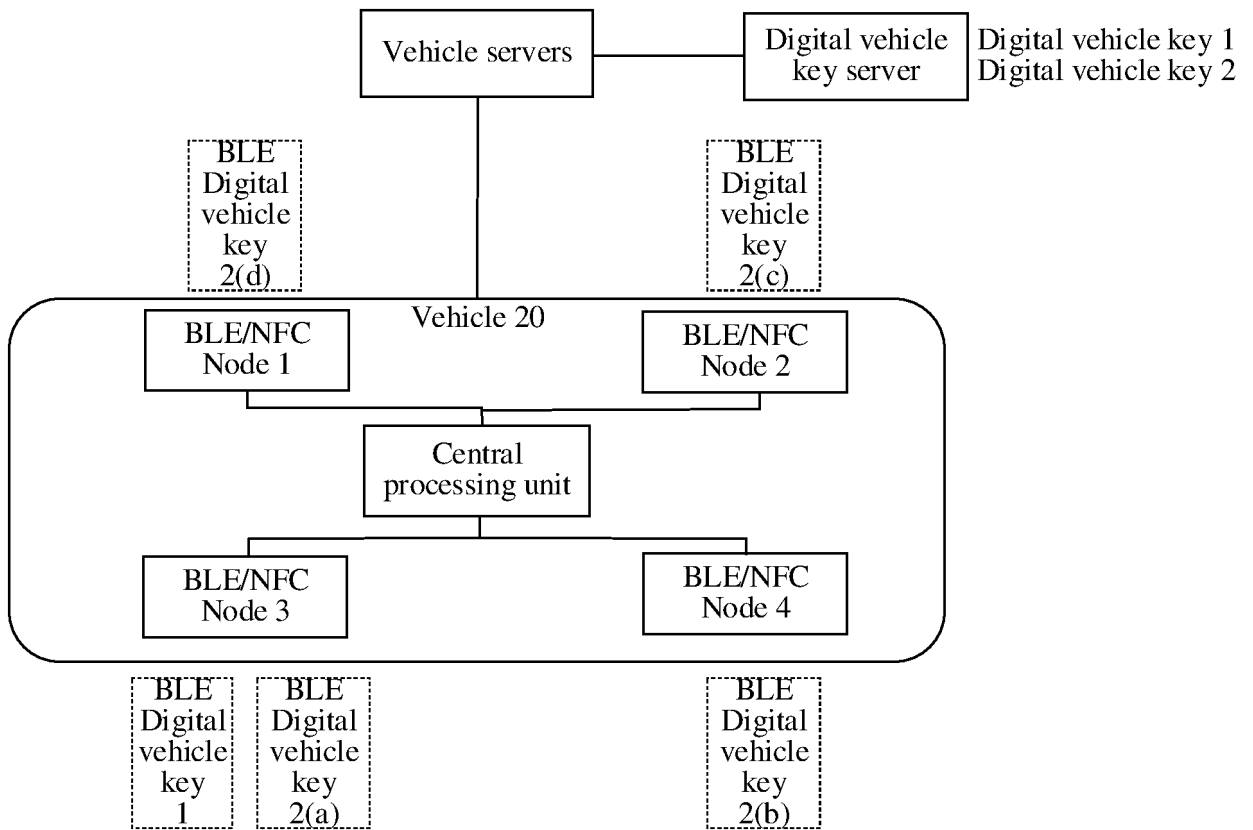 Vehicle servers
Digital vehicle
key server
Digital vehicle key 1
Digital vehicle key 2
BLE
Digital
vehicle
key
2(d)
BLE
Digital
vehicle
key
2(c)
Vehicle 20
BLE/NFC
Node 1
BLE/NFC
Node 2
Central
processing unit
BLE/NFC
Node 3
BLE/NFC
Node 4
BLE
Digital
vehicle
key
1
BLE
Digital
vehicle
key
2(a)
BLE
Digital
vehicle
key
2(b)